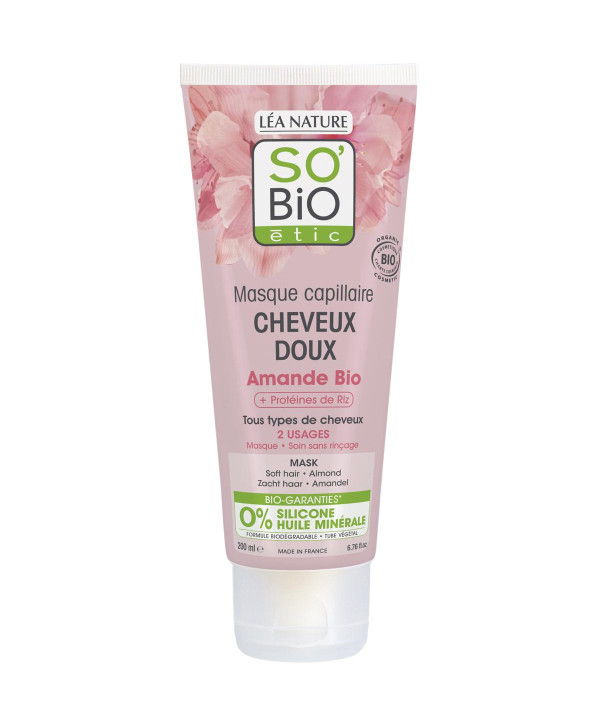 LÉA NATURE
SO'
BiO
étic
ORGANIC
BIO
COSMETIC
Masque capillaire
CHEVEUX
DOUX
Amande Bio
+ Protéines de Riz
Tous types de cheveux
2 USAGES
Masque • Soin sans rinçage
MASK
Soft hair • Almond
Zacht haar • Amandel
BIO-GARANTIES*
0% SILICONE
HUILE MINÉRALE
FORMULE BIODÉGRADABLE • TUBE VÉGÉTAL
200 ml ℮ 6.76 fl.oz
MADE IN FRANCE